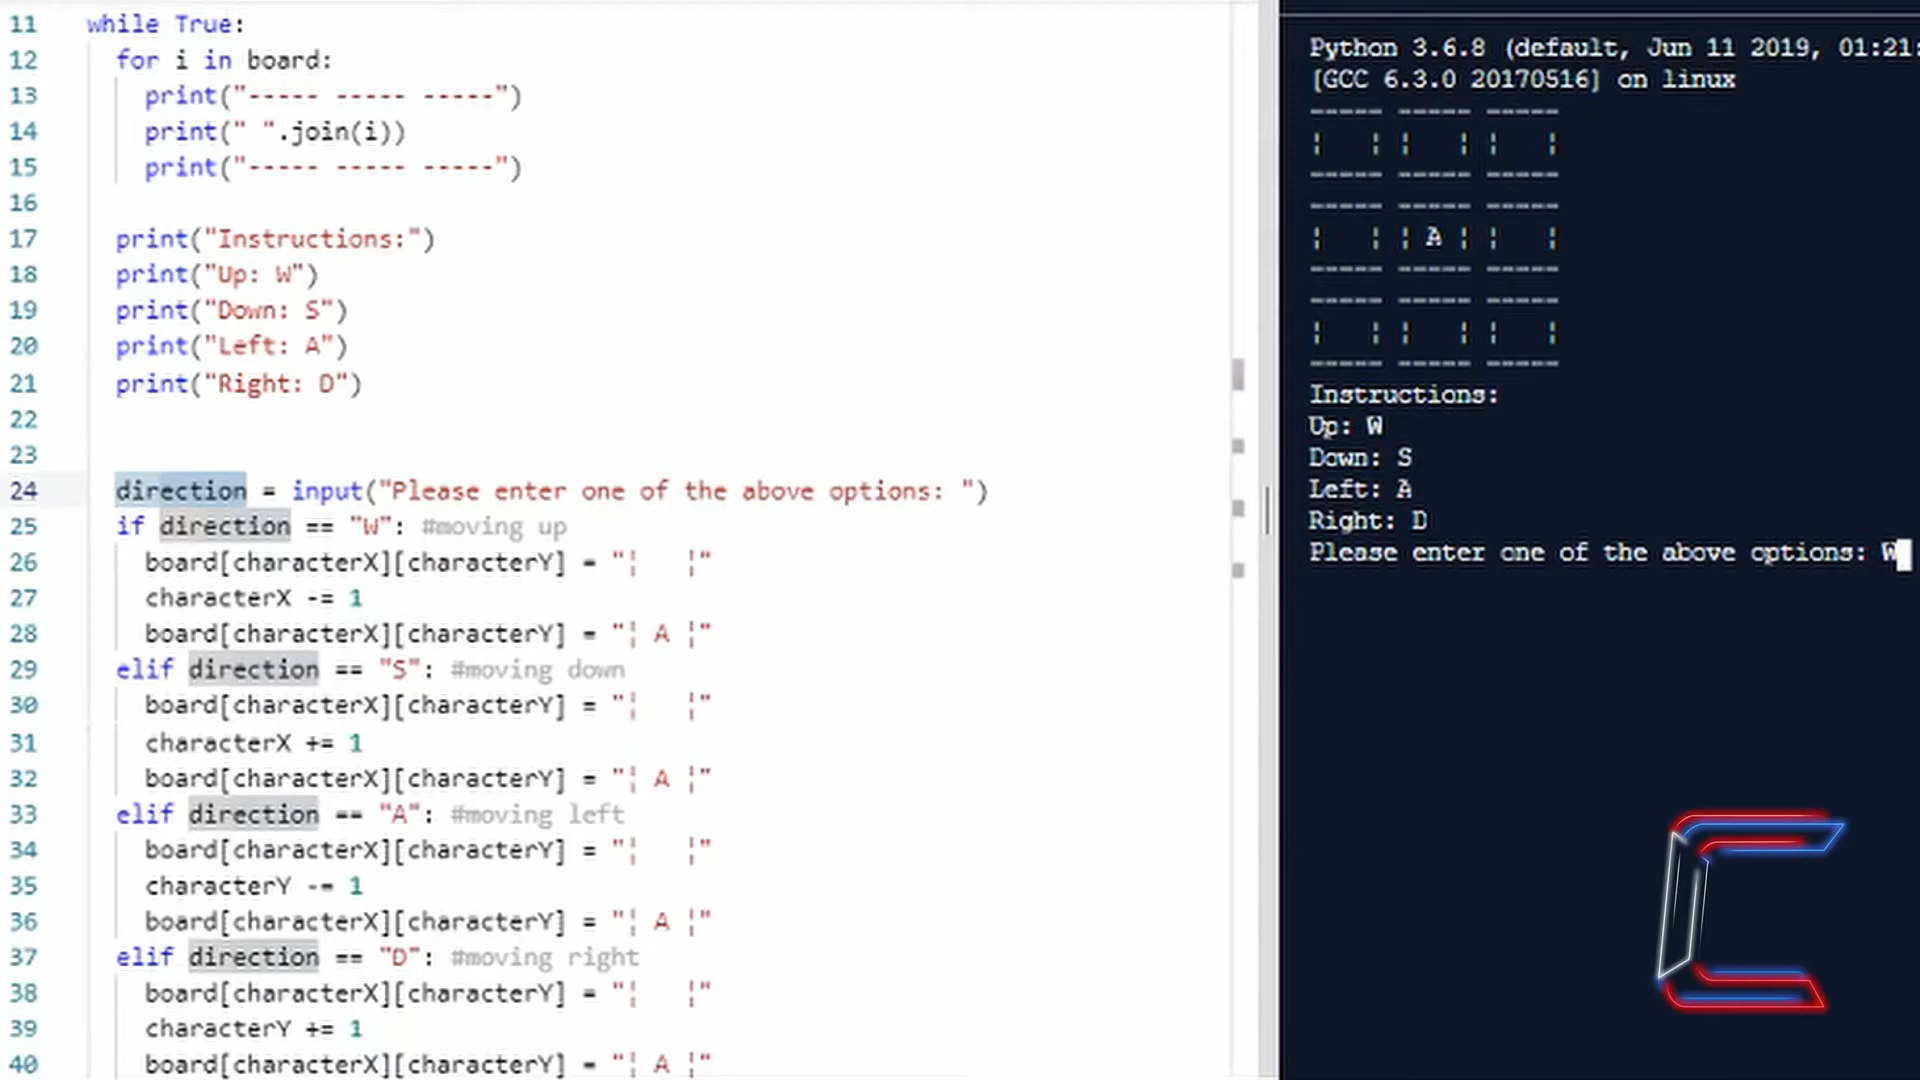 11 while True:
12 for i in board:
13 print("----- ----- -----")
14 print(" ".join(i))
15 print("----- ----- -----")
16
17 print("Instructions:")
18 print("Up: W")
19 print("Down: S")
20 print("Left: A")
21 print("Right: D")
22
23
24 direction = input("Please enter one of the above options: ")
25 if direction == "W": #moving up
26 board[characterX][characterY] = "¦   ¦"
27 characterX -= 1
28 board[characterX][characterY] = "¦ A ¦"
29 elif direction == "S": #moving down
30 board[characterX][characterY] = "¦   ¦"
31 characterX += 1
32 board[characterX][characterY] = "¦ A ¦"
33 elif direction == "A": #moving left
34 board[characterX][characterY] = "¦   ¦"
35 characterY -= 1
36 board[characterX][characterY] = "¦ A ¦"
37 elif direction == "D": #moving right
38 board[characterX][characterY] = "¦   ¦"
39 characterY += 1
40 board[characterX][characterY] = "¦ A ¦"
Python 3.6.8 (default, Jun 11 2019, 01:21:
[GCC 6.3.0 20170516] on linux
----- ----- -----
¦   ¦ ¦   ¦ ¦   ¦
----- ----- -----
----- ----- -----
¦   ¦ ¦ A ¦ ¦   ¦
----- ----- -----
----- ----- -----
¦   ¦ ¦   ¦ ¦   ¦
----- ----- -----
Instructions:
Up: W
Down: S
Left: A
Right: D
Please enter one of the above options: W